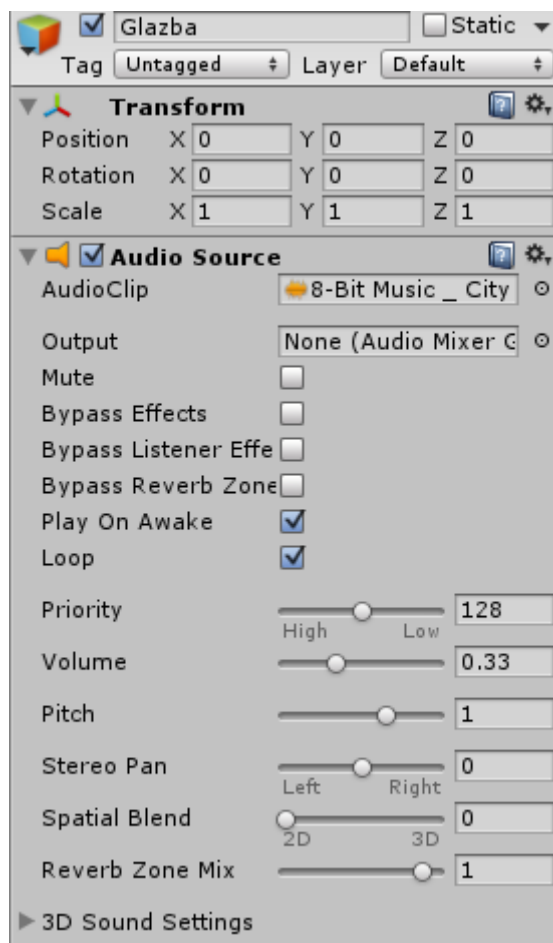 Glazba Static
Tag Untagged Layer Default
Transform
Position X 0 Y 0 Z 0
Rotation X 0 Y 0 Z 0
Scale X 1 Y 1 Z 1
Audio Source
AudioClip 8-Bit Music _ City
Output None (Audio Mixer G
Mute
Bypass Effects
Bypass Listener Effe
Bypass Reverb Zone
Play On Awake
Loop
Priority 128
High Low
Volume 0.33
Pitch 1
Stereo Pan 0
Left Right
Spatial Blend 0
2D 3D
Reverb Zone Mix 1
3D Sound Settings